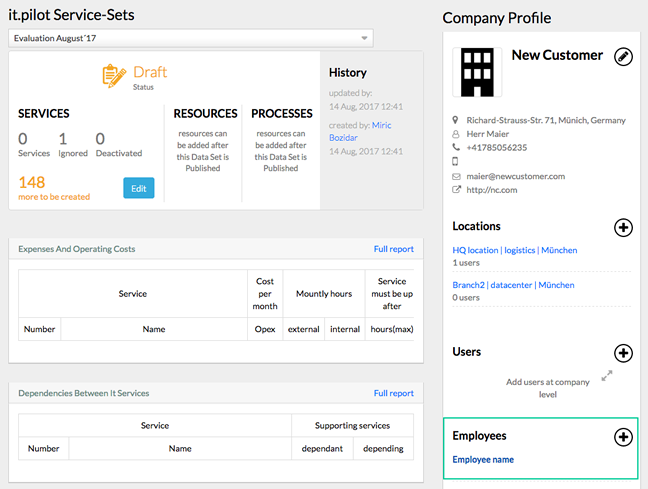 it.pilot Service-Sets
Evaluation August'17
Draft
Status
SERVICES
0
Services
1
Ignored
0
Deactivated
148
more to be created
Edit
RESOURCES
resources can
be added after
this Data Set is
Published
PROCESSES
resources can
be added after
this Data Set is
Published
History
updated by:
14 Aug, 2017 12:41
created by: Miric
Bozidar
14 Aug, 2017 12:41
Expenses And Operating Costs
Full report
Service
Cost
per
month
Mountly hours
Service
must be up
after
Number
Name
Opex
external
internal
hours(max)
Dependencies Between It Services
Full report
Service
Supporting services
Number
Name
dependant
depending
Company Profile
New Customer
Richard-Strauss-Str. 71, Münich, Germany
Herr Maier
+41785056235
maier@newcustomer.com
http://nc.com
Locations
HQ location | logistics | München
1 users
Branch2 | datacenter | München
0 users
Users
Add users at company
level
Employees
Employee name